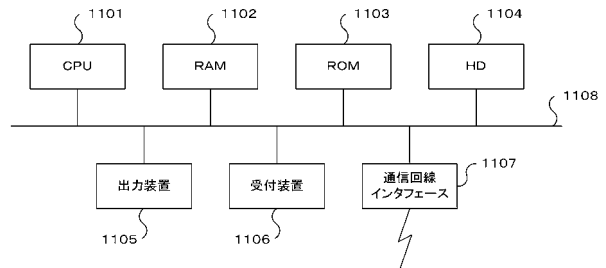 1101
1102
1103
1104
CPU
RAM
ROM
HD
1108
出力装置
受付装置
通信回線
インタフェース
1107
1105
1106